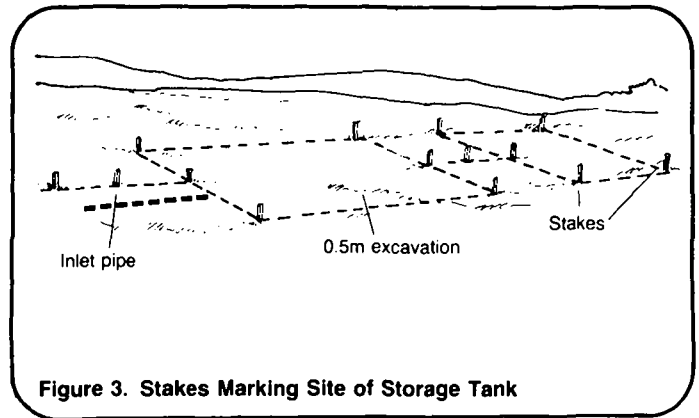 Inlet pipe
0.5m excavation
Stakes
Figure 3. Stakes Marking Site of Storage Tank